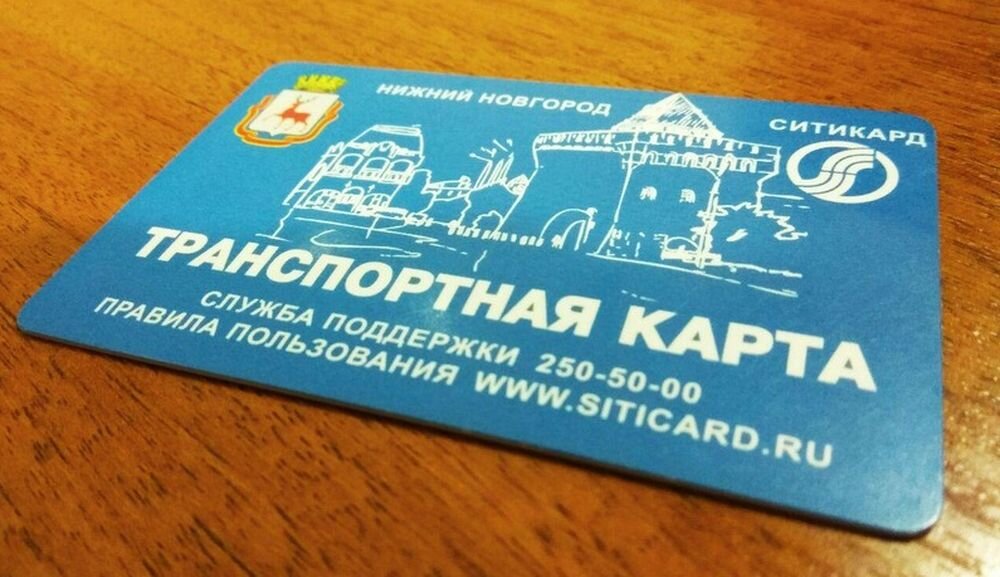 НИЖНИЙ НОВГОРОД
СИТИКАРД
ТРАНСПОРТНАЯ КАРТА
СЛУЖБА ПОДДЕРЖКИ 250-50-00
ПРАВИЛА ПОЛЬЗОВАНИЯ WWW.SITICARD.RU